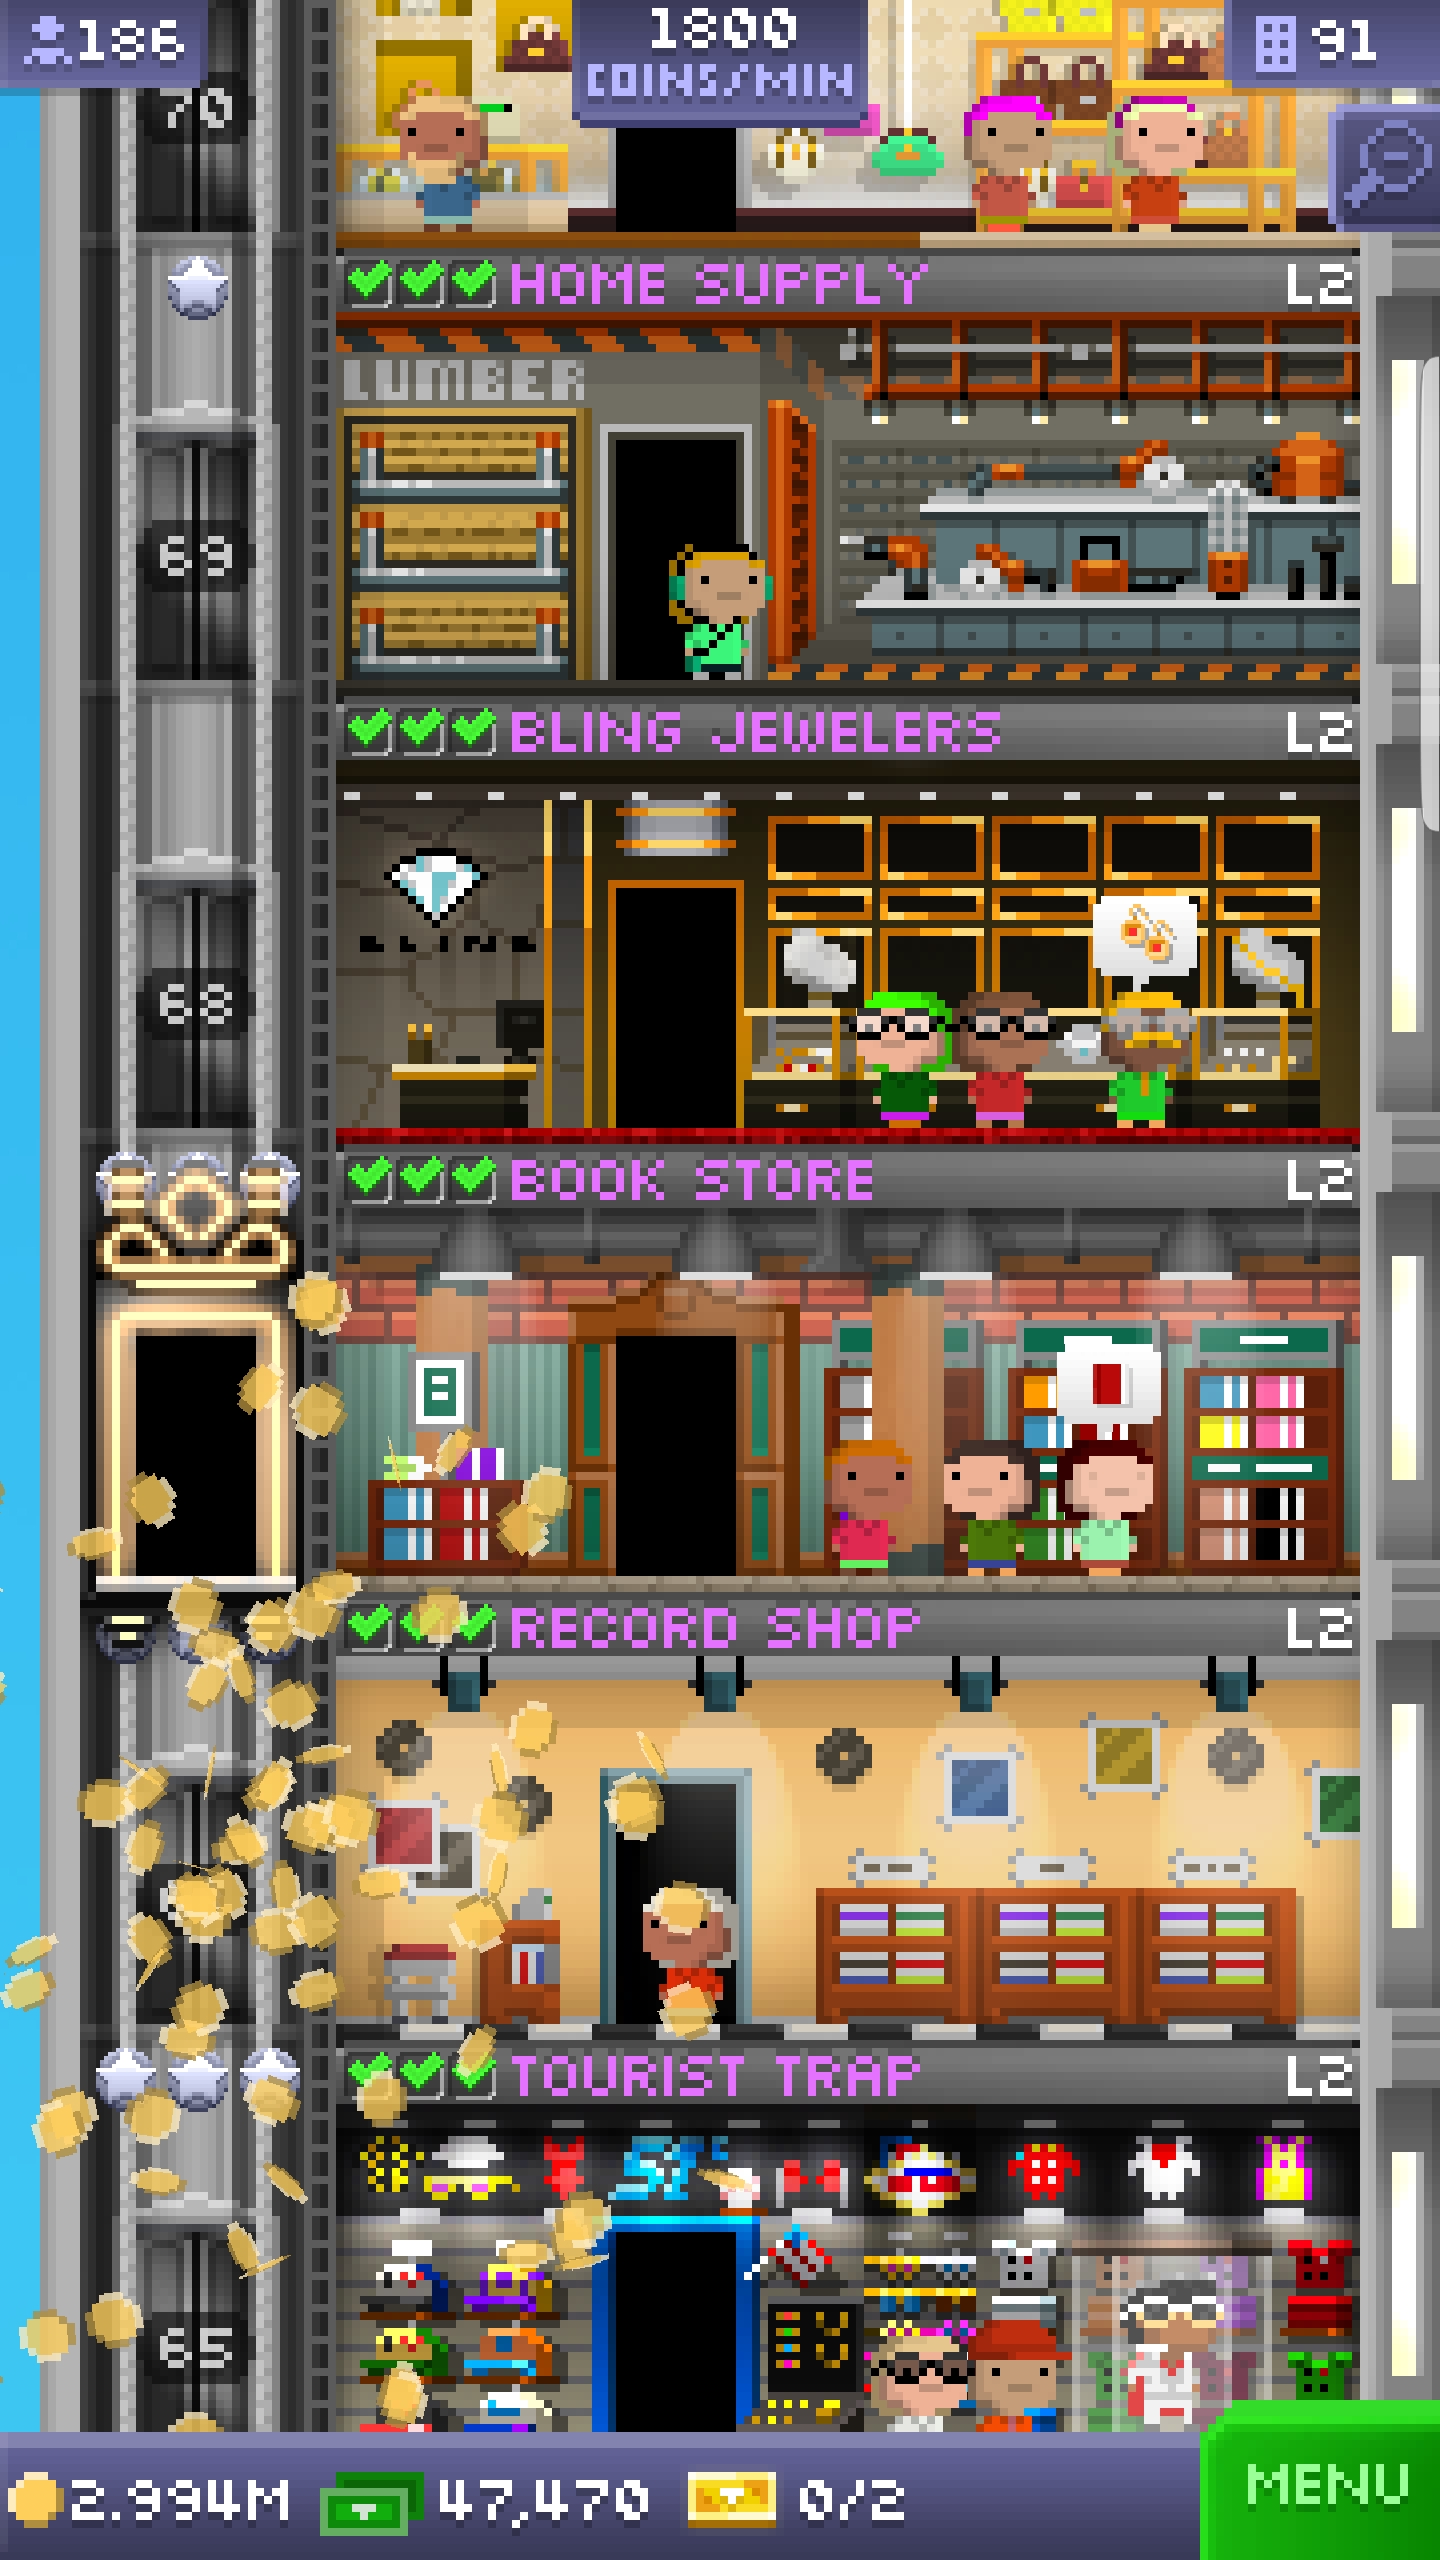 186
1800
COINS/MIN
91
70
HOME SUPPLY L2
LUMBER
69
BLING JEWELERS L2
BLING
68
BOOK STORE L2
RECORD SHOP L2
TOURIST TRAP L2
65
2.994M 47,470 0/2 MENU